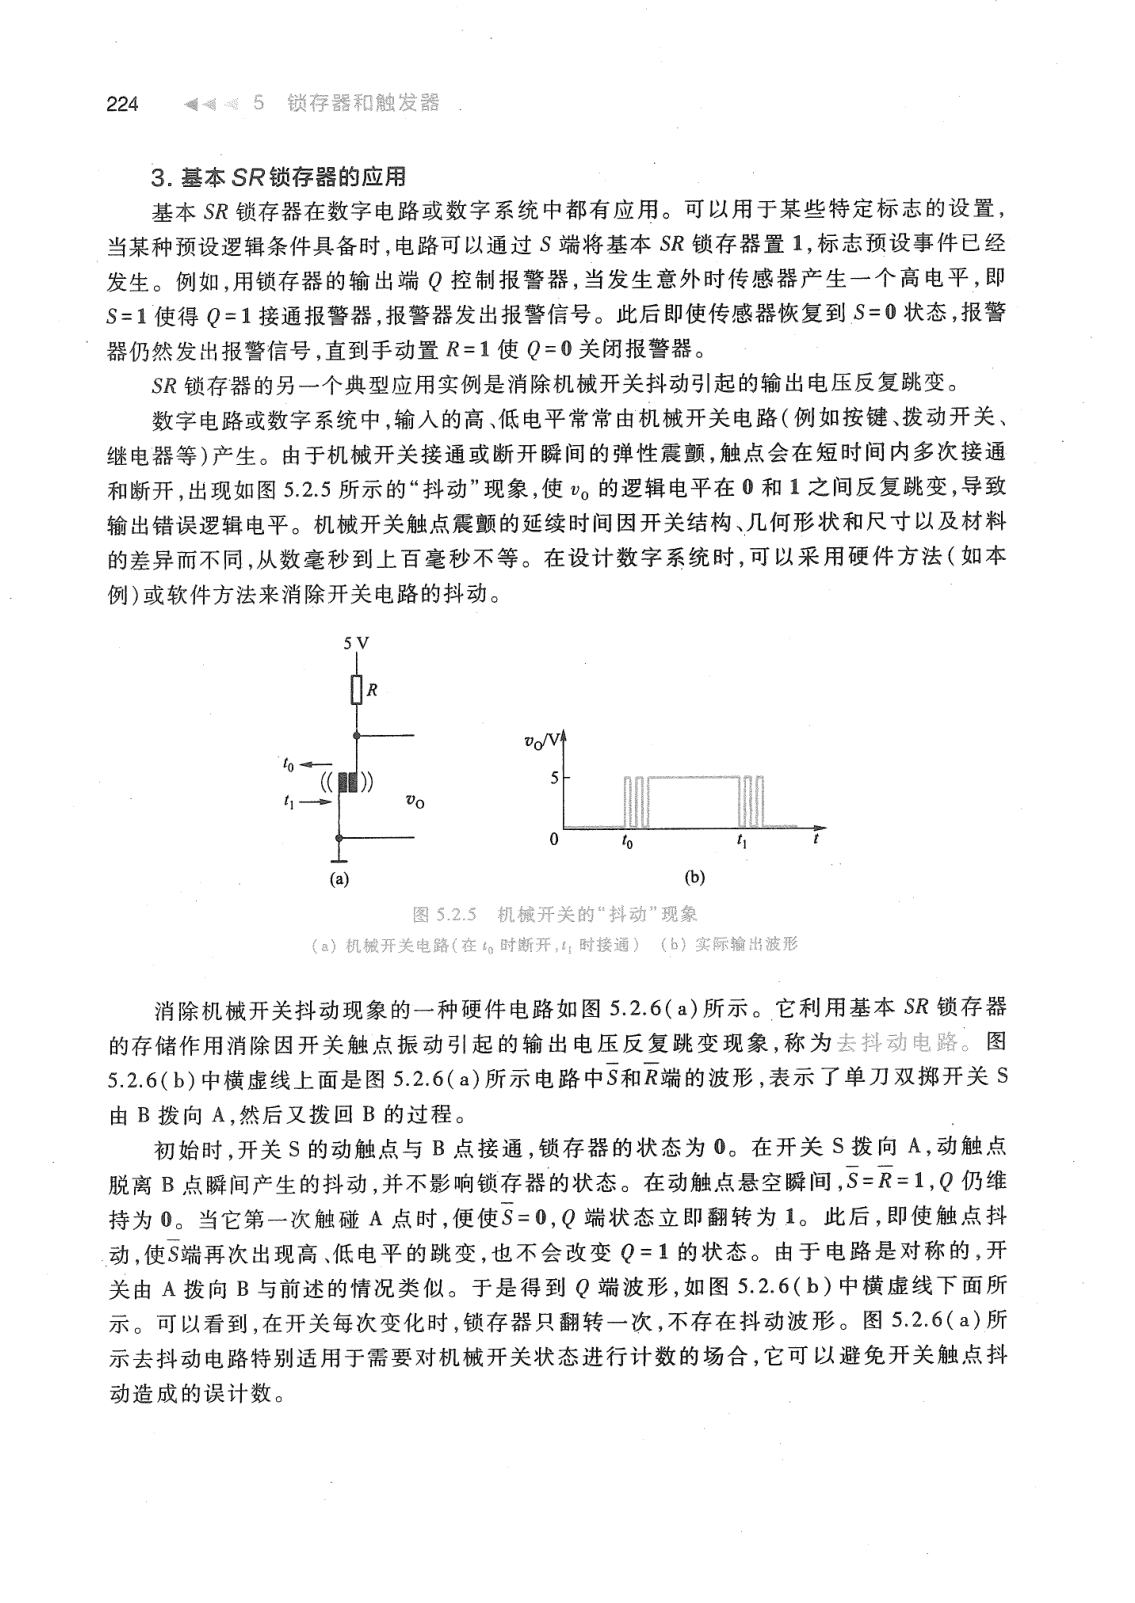 224 5 锁存器和触发器
3. 基本SR锁存器的应用
基本 SR 锁存器在数字电路或数字系统中都有应用。可以用于某些特定标志的设置,
当某种预设逻辑条件具备时,电路可以通过 S 端将基本 SR 锁存器置 1,标志预设事件已经
发生。例如,用锁存器的输出端 Q 控制报警器,当发生意外时传感器产生一个高电平,即
S=1 使得 Q=1 接通报警器,报警器发出报警信号。此后即使传感器恢复到 S=0 状态,报警
器仍然发出报警信号,直到手动置 R=1 使 Q=0 关闭报警器。
SR 锁存器的另一个典型应用实例是消除机械开关抖动引起的输出电压反复跳变。
数字电路或数字系统中,输入的高、低电平常常由机械开关电路(例如按键、拨动开关、
继电器等)产生。由于机械开关接通或断开瞬间的弹性震颤,触点会在短时间内多次接通
和断开,出现如图 5.2.5 所示的“抖动”现象,使 v₀ 的逻辑电平在 0 和 1 之间反复跳变,导致
输出错误逻辑电平。机械开关触点震颤的延续时间因开关结构、几何形状和尺寸以及材料
的差异而不同,从数毫秒到上百毫秒不等。在设计数字系统时,可以采用硬件方法(如本
例)或软件方法来消除开关电路的抖动。
5 V
R
t₀
t₁
v_O
(a)
v_O/V
5
0
t₀
t₁
t
(b)
图 5.2.5 机械开关的“抖动”现象
(a) 机械开关电路(在 t₀ 时断开,t₁ 时接通) (b) 实际输出波形
消除机械开关抖动现象的一种硬件电路如图 5.2.6(a)所示。它利用基本 SR 锁存器
的存储作用消除因开关触点振动引起的输出电压反复跳变现象,称为去抖动电路。图
5.2.6(b)中横虚线上面是图 5.2.6(a)所示电路中S̅和R̅端的波形,表示了单刀双掷开关 S
由 B 拨向 A,然后又拨回 B 的过程。
初始时,开关 S 的动触点与 B 点接通,锁存器的状态为 0。在开关 S 拨向 A,动触点
脱离 B 点瞬间产生的抖动,并不影响锁存器的状态。在动触点悬空瞬间,S̅=R̅=1,Q 仍维
持为 0。当它第一次触碰 A 点时,便使S̅=0,Q 端状态立即翻转为 1。此后,即使触点抖
动,使S̅端再次出现高、低电平的跳变,也不会改变 Q=1 的状态。由于电路是对称的,开
关由 A 拨向 B 与前述的情况类似。于是得到 Q 端波形,如图 5.2.6(b)中横虚线下面所
示。可以看到,在开关每次变化时,锁存器只翻转一次,不存在抖动波形。图 5.2.6(a)所
示去抖动电路特别适用于需要对机械开关状态进行计数的场合,它可以避免开关触点抖
动造成的误计数。